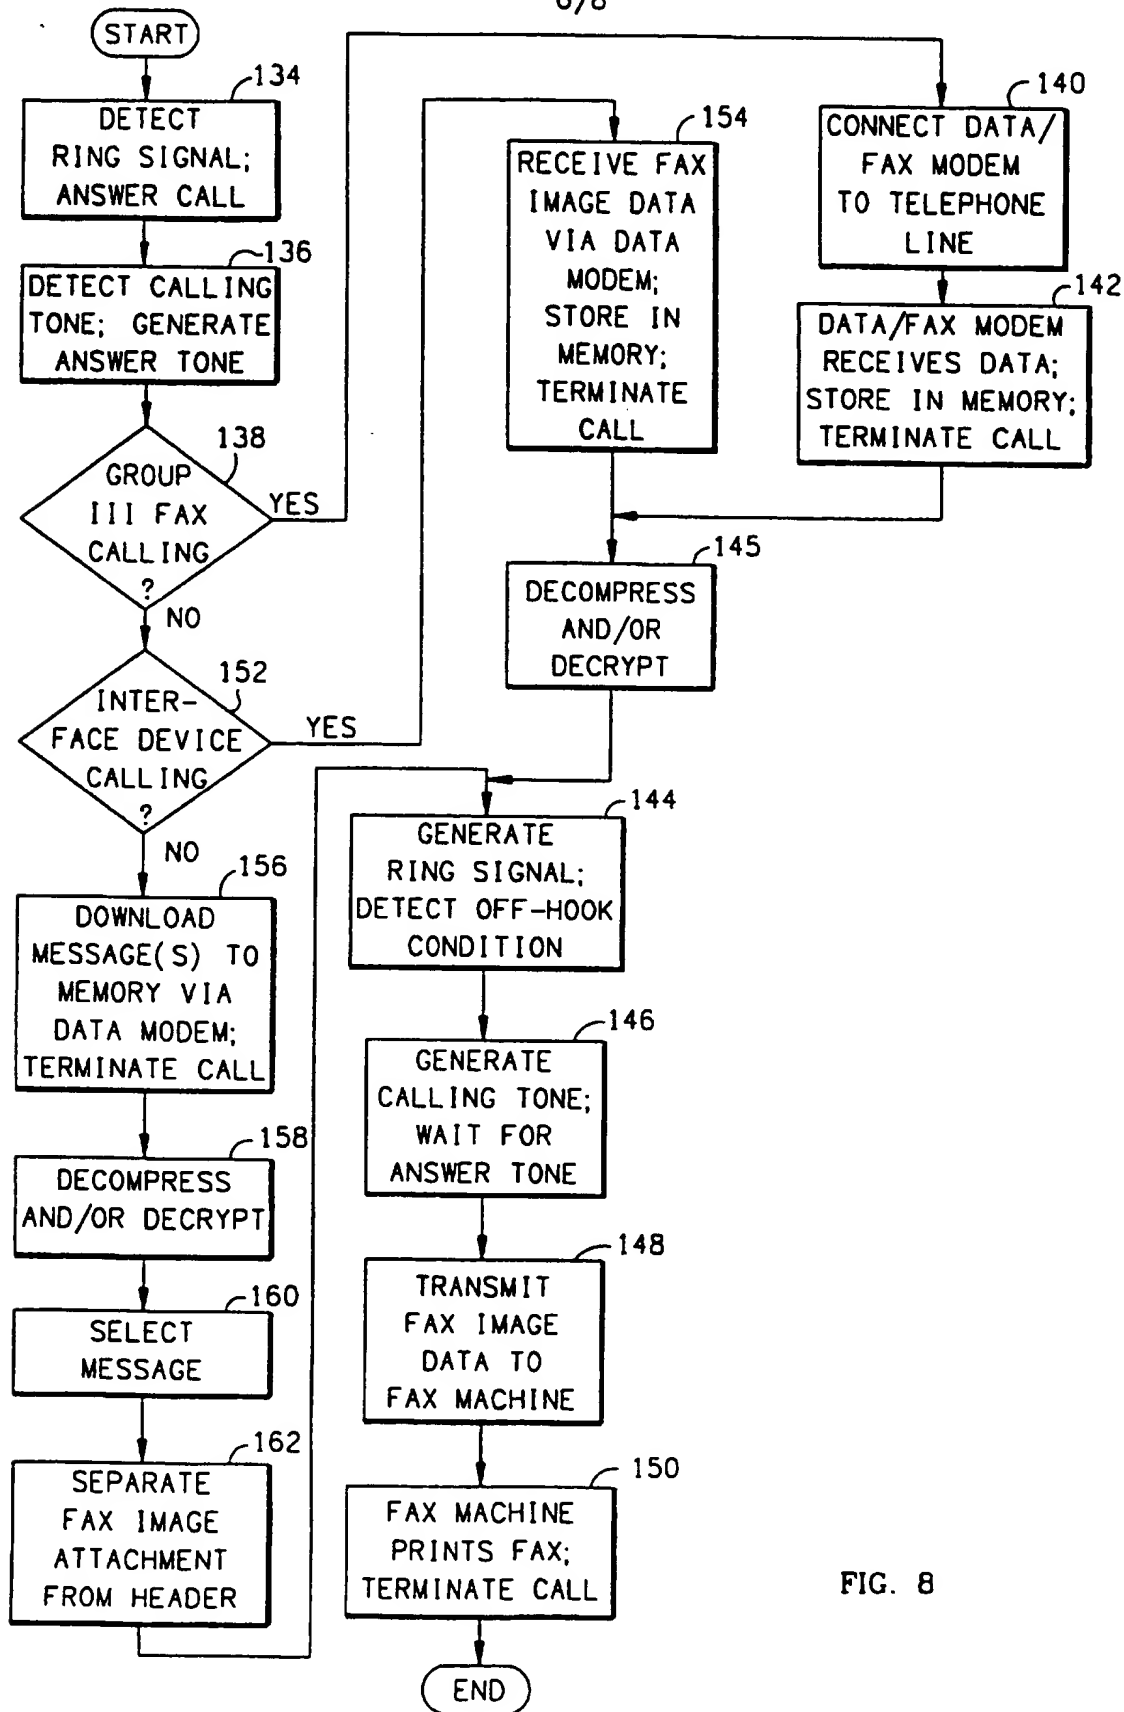 6/8
START
134
DETECT
RING SIGNAL;
ANSWER CALL
136
DETECT CALLING
TONE; GENERATE
ANSWER TONE
138
GROUP
III FAX
CALLING
?
YES
NO
152
INTER-
FACE DEVICE
CALLING
?
YES
NO
156
DOWNLOAD
MESSAGE(S) TO
MEMORY VIA
DATA MODEM;
TERMINATE CALL
158
DECOMPRESS
AND/OR DECRYPT
160
SELECT
MESSAGE
162
SEPARATE
FAX IMAGE
ATTACHMENT
FROM HEADER
154
RECEIVE FAX
IMAGE DATA
VIA DATA
MODEM;
STORE IN
MEMORY;
TERMINATE
CALL
140
CONNECT DATA/
FAX MODEM
TO TELEPHONE
LINE
142
DATA/FAX MODEM
RECEIVES DATA;
STORE IN MEMORY;
TERMINATE CALL
145
DECOMPRESS
AND/OR
DECRYPT
144
GENERATE
RING SIGNAL;
DETECT OFF-HOOK
CONDITION
146
GENERATE
CALLING TONE;
WAIT FOR
ANSWER TONE
148
TRANSMIT
FAX IMAGE
DATA TO
FAX MACHINE
150
FAX MACHINE
PRINTS FAX;
TERMINATE CALL
END
FIG. 8